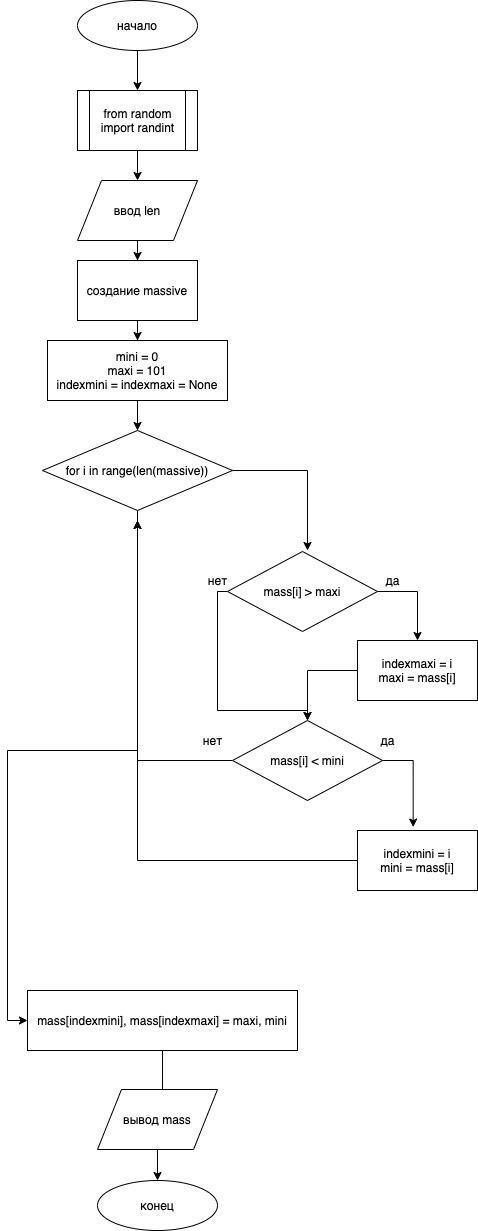 начало
from random
import randint
ввод len
создание massive
mini = 0
maxi = 101
indexmini = indexmaxi = None
for i in range(len(massive))
нет
да
mass[i] > maxi
indexmaxi = i
maxi = mass[i]
нет
да
mass[i] < mini
indexmini = i
mini = mass[i]
mass[indexmini], mass[indexmaxi] = maxi, mini
вывод mass
конец